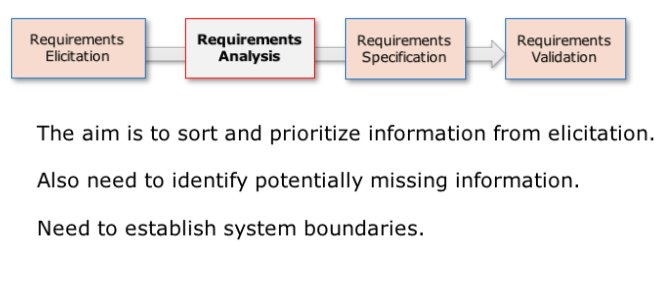 Requirements
Elicitation
Requirements
Analysis
Requirements
Specification
Requirements
Validation
The aim is to sort and prioritize information from elicitation.
Also need to identify potentially missing information.
Need to establish system boundaries.